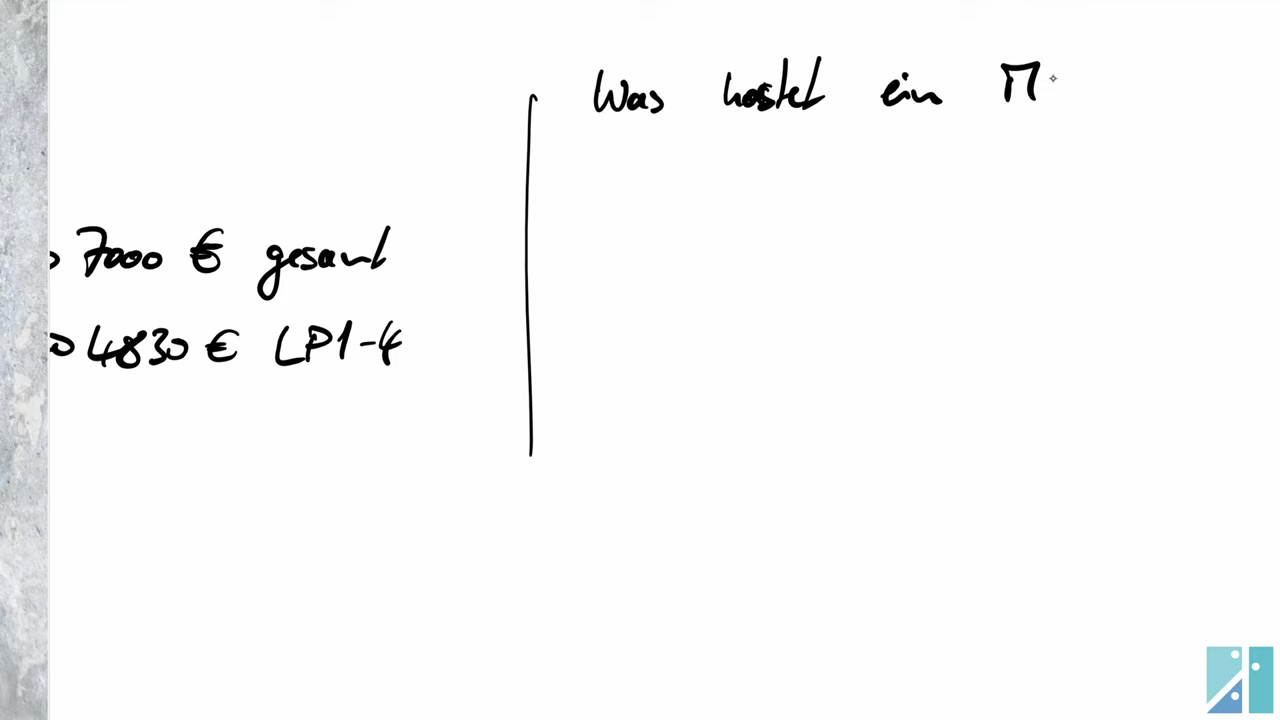 Was kostet ein M
7000 € gesamt
4830 € LP1-4